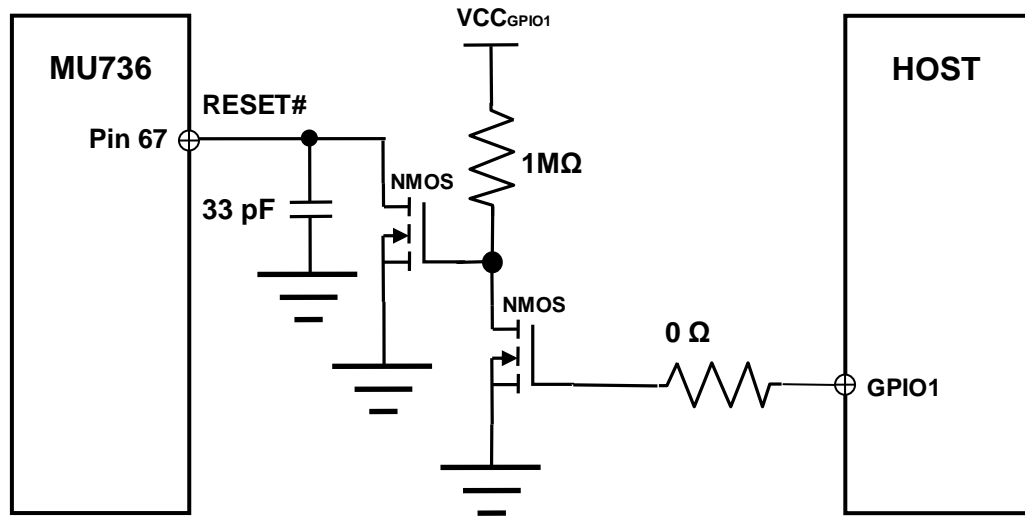 VCCGPIO1
MU736
HOST
RESET#
Pin 67
1MΩ
NMOS
33 pF
NMOS
0 Ω
GPIO1